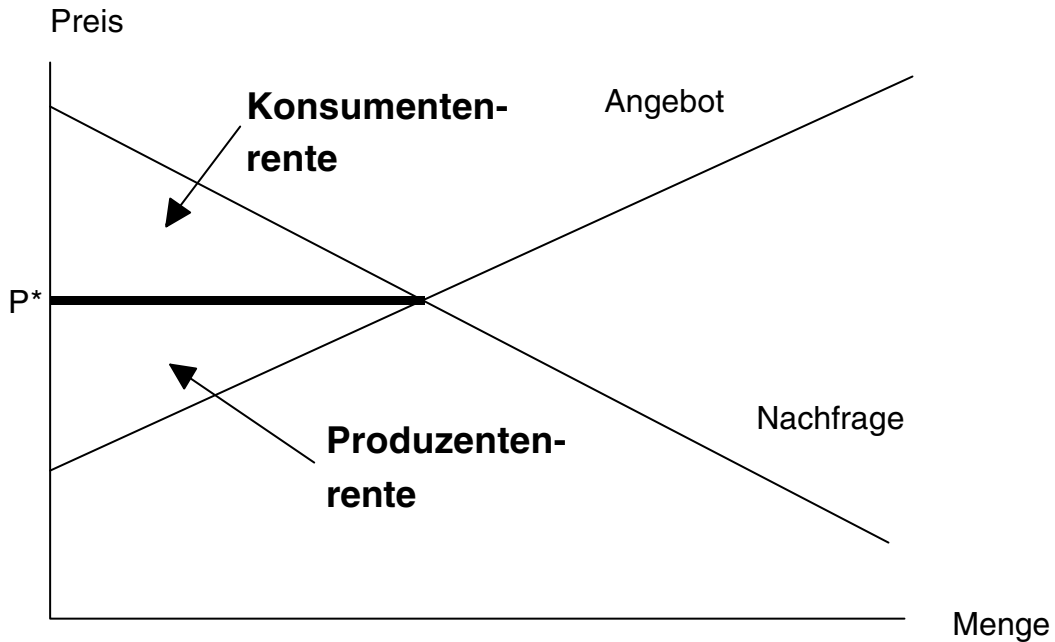 Preis
Konsumenten-
rente
Angebot
P*
Nachfrage
Produzenten-
rente
Menge